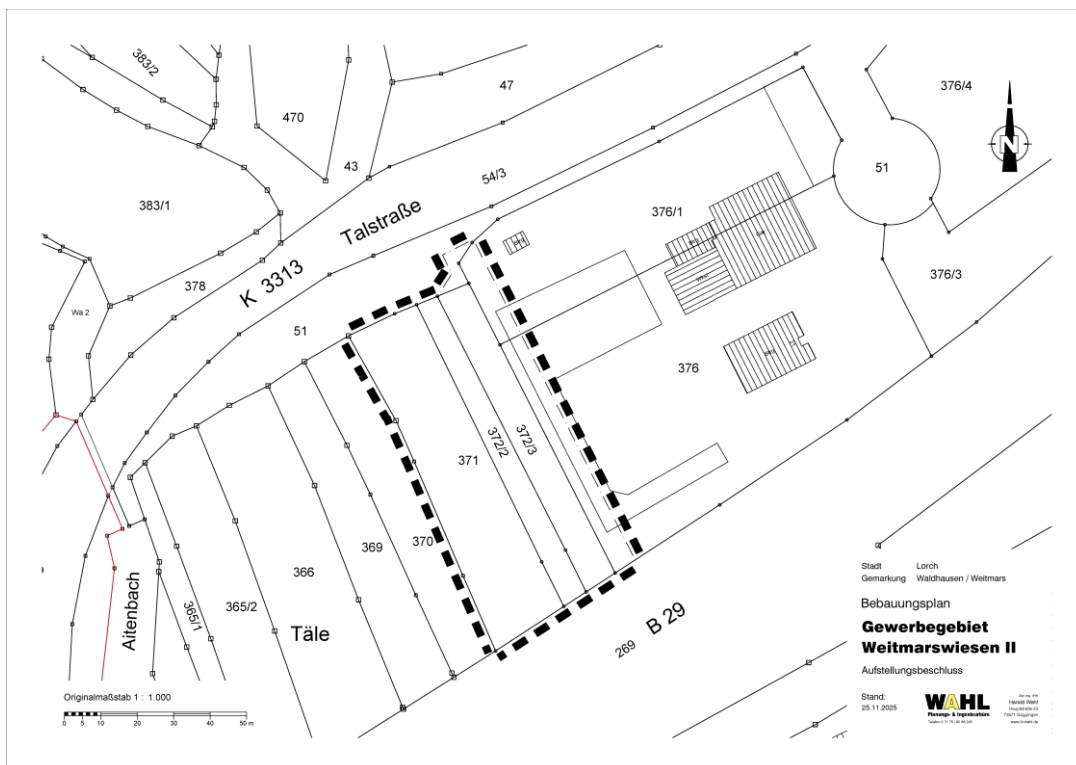 383/2
470
47
376/4
43
54/3
51
383/1
Talstraße
376/1
378
K 3313
376/3
Wa 2
51
376
372/2
372/3
371
370
369
366
365/2
365/1
Täle
Aitenbach
269
B 29
Originalmaßstab 1 : 1.000
0 5 10 20 30 40 50 m
N
Stadt Lorch
Gemarkung Waldhausen / Weitmars
Bebauungsplan
Gewerbegebiet
Weitmarswiesen II
Aufstellungsbeschluss
Stand:
25.11.2025
WAHL
Planungs- & Ingenieurbüro
Harald Wahl